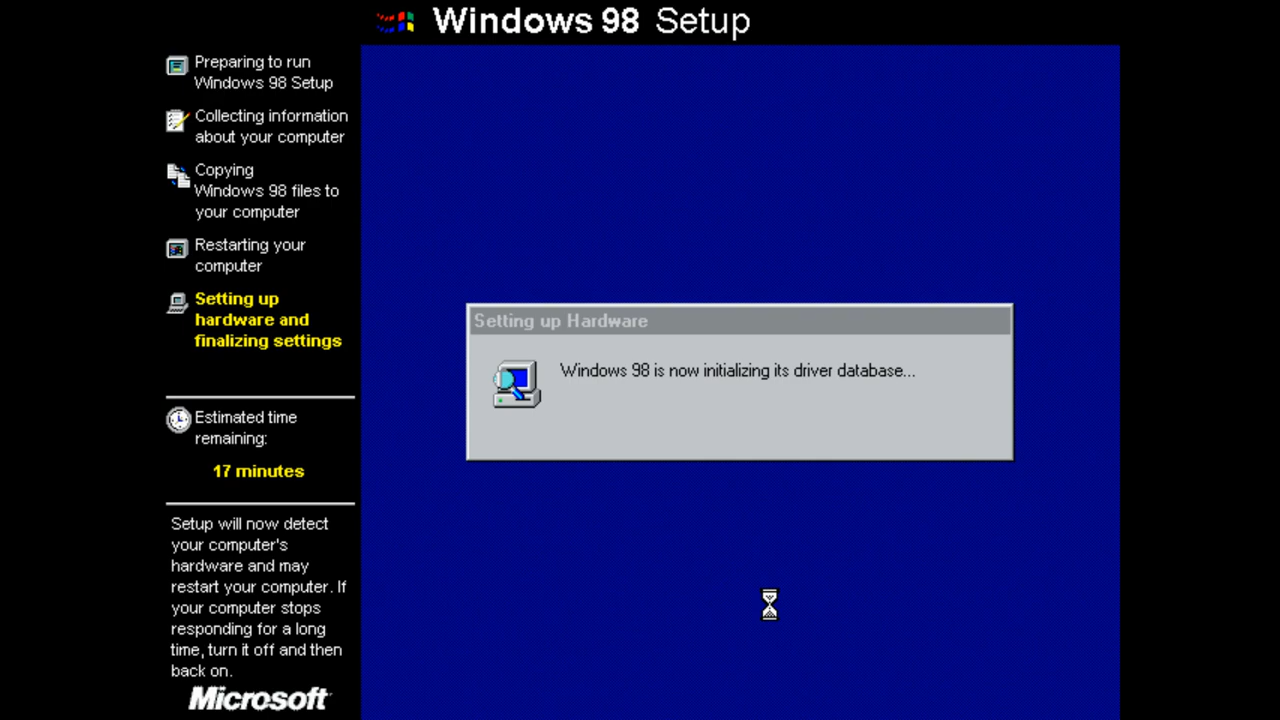 Windows 98 Setup
Preparing to run
Windows 98 Setup
Collecting information
about your computer
Copying
Windows 98 files to
your computer
Restarting your
computer
Setting up
hardware and
finalizing settings
Estimated time
remaining:
17 minutes
Setup will now detect
your computer's
hardware and may
restart your computer. If
your computer stops
responding for a long
time, turn it off and then
back on.
Microsoft
Setting up Hardware
Windows 98 is now initializing its driver database...